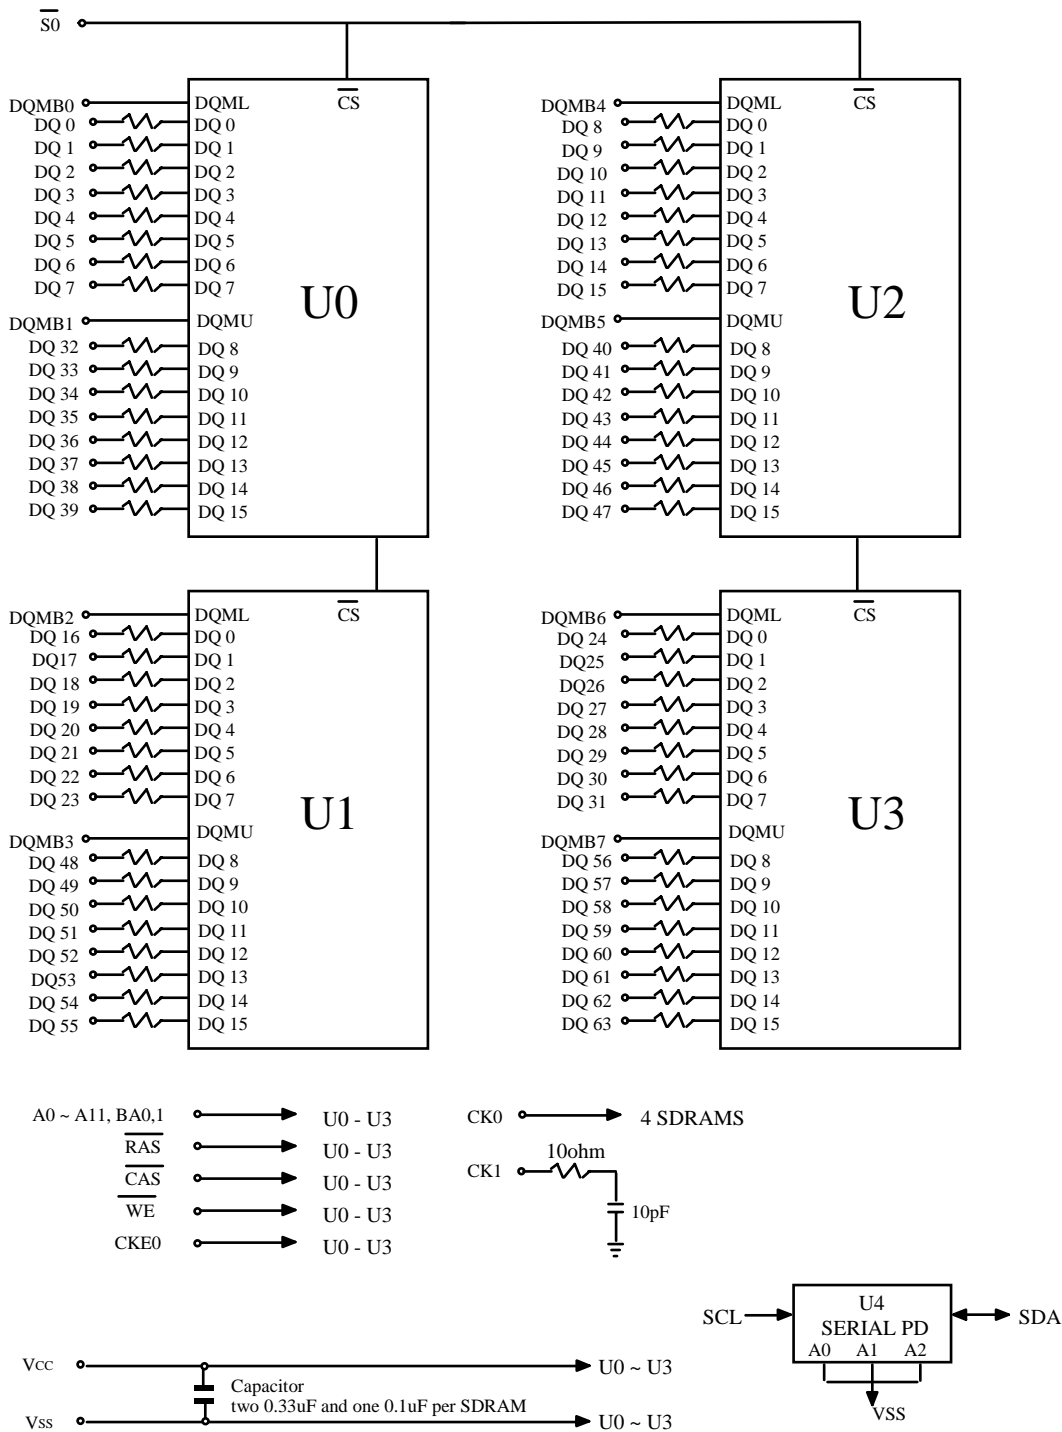 S0
CS
CS
DQMB0 DQML
DQ 0 DQ 0
DQ 1 DQ 1
DQ 2 DQ 2
DQ 3 DQ 3
DQ 4 DQ 4
DQ 5 DQ 5
DQ 6 DQ 6
DQ 7 DQ 7
U0
DQMB1 DQMU
DQ 32 DQ 8
DQ 33 DQ 9
DQ 34 DQ 10
DQ 35 DQ 11
DQ 36 DQ 12
DQ 37 DQ 13
DQ 38 DQ 14
DQ 39 DQ 15
DQMB4 DQML
DQ 8 DQ 0
DQ 9 DQ 1
DQ 10 DQ 2
DQ 11 DQ 3
DQ 12 DQ 4
DQ 13 DQ 5
DQ 14 DQ 6
DQ 15 DQ 7
U2
DQMB5 DQMU
DQ 40 DQ 8
DQ 41 DQ 9
DQ 42 DQ 10
DQ 43 DQ 11
DQ 44 DQ 12
DQ 45 DQ 13
DQ 46 DQ 14
DQ 47 DQ 15
CS
DQMB2 DQML
DQ 16 DQ 0
DQ17 DQ 1
DQ 18 DQ 2
DQ 19 DQ 3
DQ 20 DQ 4
DQ 21 DQ 5
DQ 22 DQ 6
DQ 23 DQ 7
U1
DQMB3 DQMU
DQ 48 DQ 8
DQ 49 DQ 9
DQ 50 DQ 10
DQ 51 DQ 11
DQ 52 DQ 12
DQ53 DQ 13
DQ 54 DQ 14
DQ 55 DQ 15
CS
DQMB6 DQML
DQ 24 DQ 0
DQ25 DQ 1
DQ26 DQ 2
DQ 27 DQ 3
DQ 28 DQ 4
DQ 29 DQ 5
DQ 30 DQ 6
DQ 31 DQ 7
U3
DQMB7 DQMU
DQ 56 DQ 8
DQ 57 DQ 9
DQ 58 DQ 10
DQ 59 DQ 11
DQ 60 DQ 12
DQ 61 DQ 13
DQ 62 DQ 14
DQ 63 DQ 15
A0 ~ A11, BA0,1 U0 - U3
RAS U0 - U3
CAS U0 - U3
WE U0 - U3
CKE0 U0 - U3
CK0 4 SDRAMS
10ohm
CK1
10pF
SCL U4 SDA
SERIAL PD
A0 A1 A2
VSS
Vcc U0 ~ U3
Capacitor
two 0.33uF and one 0.1uF per SDRAM
Vss U0 ~ U3